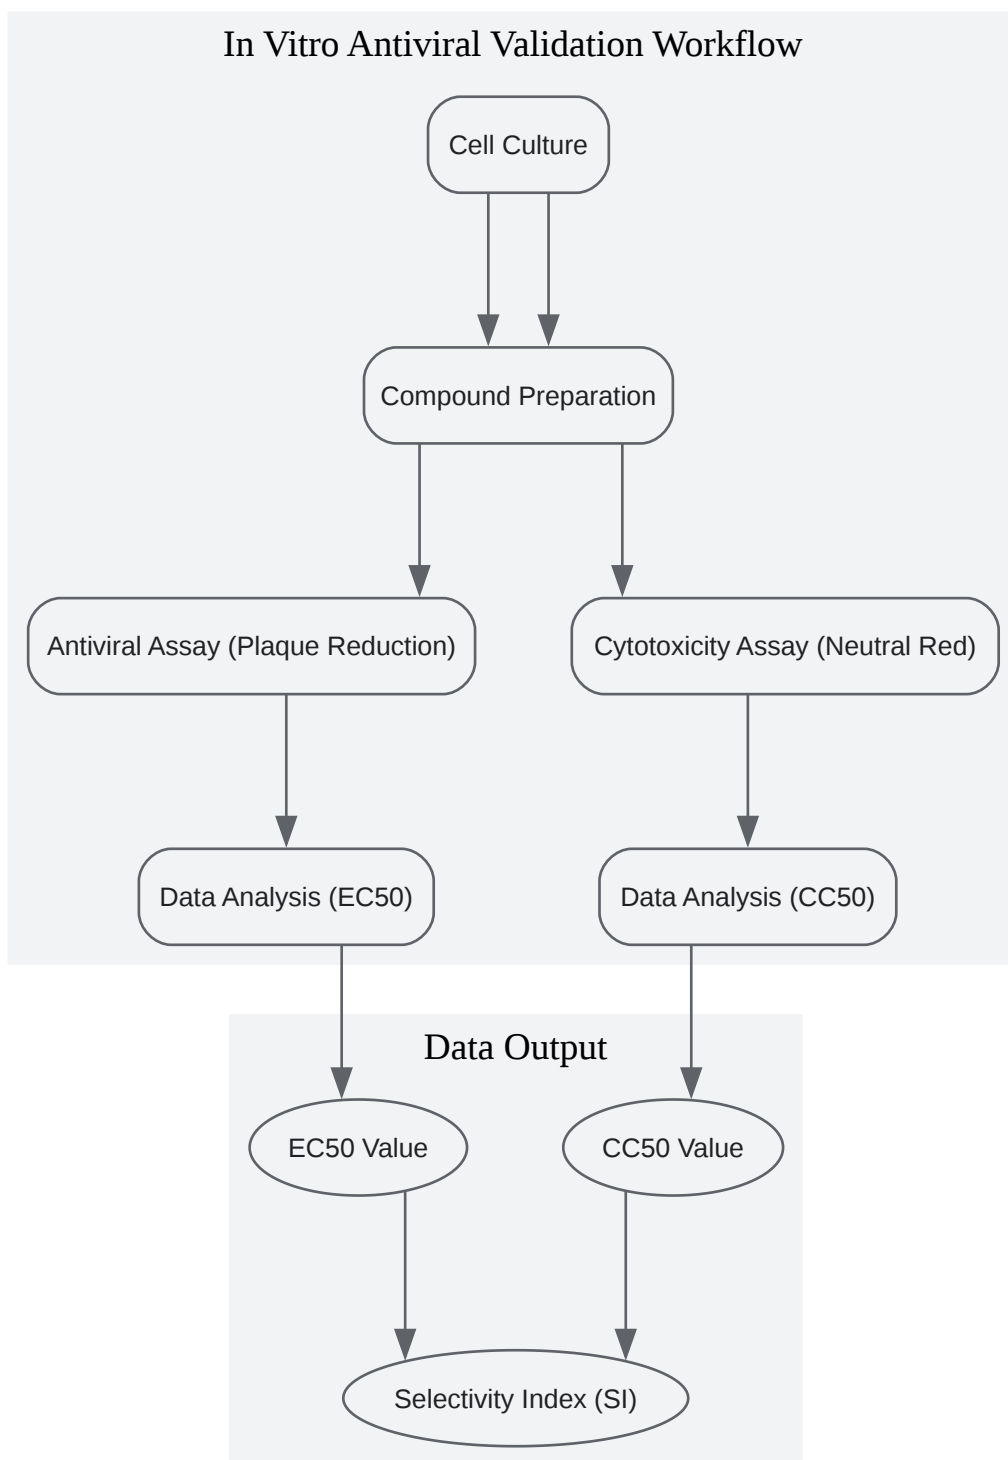 In Vitro Antiviral Validation Workflow
Cell Culture
Compound Preparation
Antiviral Assay (Plaque Reduction)
Cytotoxicity Assay (Neutral Red)
Data Analysis (EC50)
Data Analysis (CC50)
Data Output
EC50 Value
CC50 Value
Selectivity Index (SI)